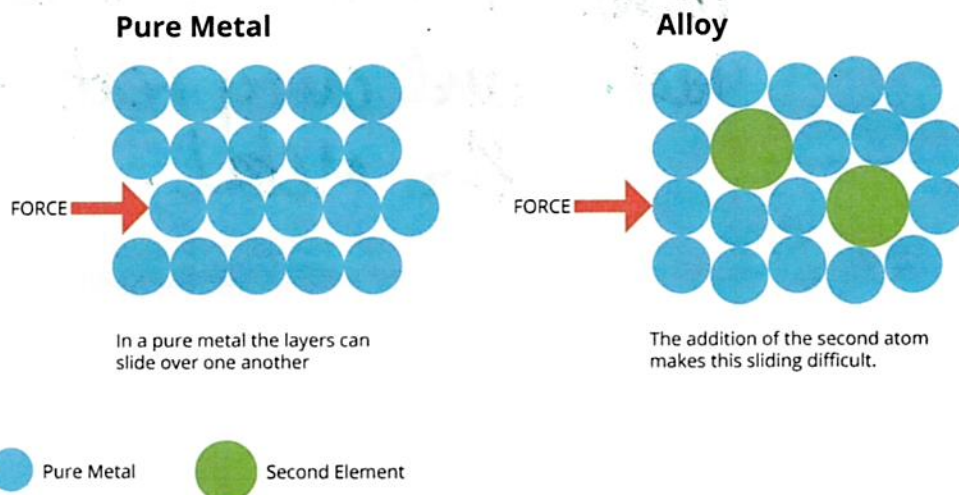 Pure Metal
Alloy
FORCE
FORCE
In a pure metal the layers can
slide over one another
The addition of the second atom
makes this sliding difficult.
Pure Metal
Second Element